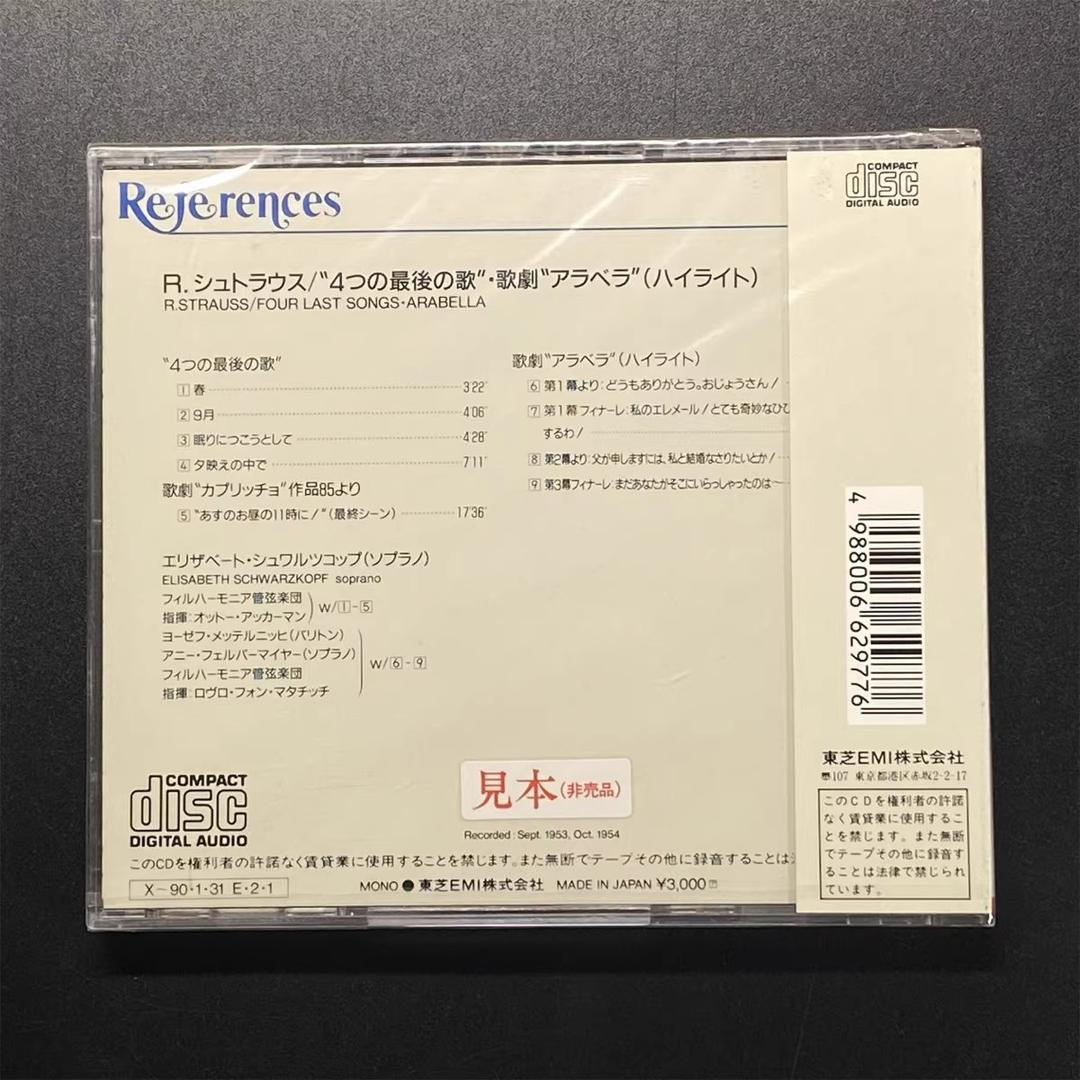 References
R.シュトラウス/"4つの最後の歌"・歌劇"アラベラ"(ハイライト)
R.STRAUSS/FOUR LAST SONGS・ARABELLA
"4つの最後の歌"
1 春 3'22"
2 9月 4'06"
3 眠りにつこうとして 4'28"
4 夕映えの中で 7'11"
歌劇"カプリッチョ"作品85より
5 "あすのお昼の11時に!"(最終シーン) 17'36"
歌劇"アラベラ"(ハイライト)
6 第1幕より:どうもありがとう。おじょうさん!
7 第1幕フィナーレ:私のエレメール!とても奇妙なひび
するわ!
8 第2幕より:父が申しますには、私と結婚なさりたいとか!
9 第3幕フィナーレ:まだあなたがそこにいらっしゃったのは〜
エリザベート・シュワルツコップ(ソプラノ)
ELISABETH SCHWARZKOPF soprano
フィルハーモニア管弦楽団
指揮:オットー・アッカーマン
w/1-5
ヨーゼフ・メッテルニッヒ(バリトン)
アニー・フェルバーマイヤー(ソプラノ)
フィルハーモニア管弦楽団
指揮:ロヴロ・フォン・マタチッチ
w/6-9
COMPACT
disc
DIGITAL AUDIO
見本(非売品)
Recorded: Sept. 1953, Oct. 1954
このCDを権利者の許諾なく賃貸業に使用することを禁じます。また無断でテープその他に録音することは
X〜90・1・31 E・2・1
MONO ● 東芝EMI株式会社 MADE IN JAPAN ¥3,000
COMPACT
disc
DIGITAL AUDIO
4 988006 629776
東芝EMI株式会社
〒107 東京都港区赤坂2-2-17
このCDを権利者の許諾
なく賃貸業に使用するこ
とを禁じます。また無断
でテープその他に録音す
ることは法律で禁じられ
ています。